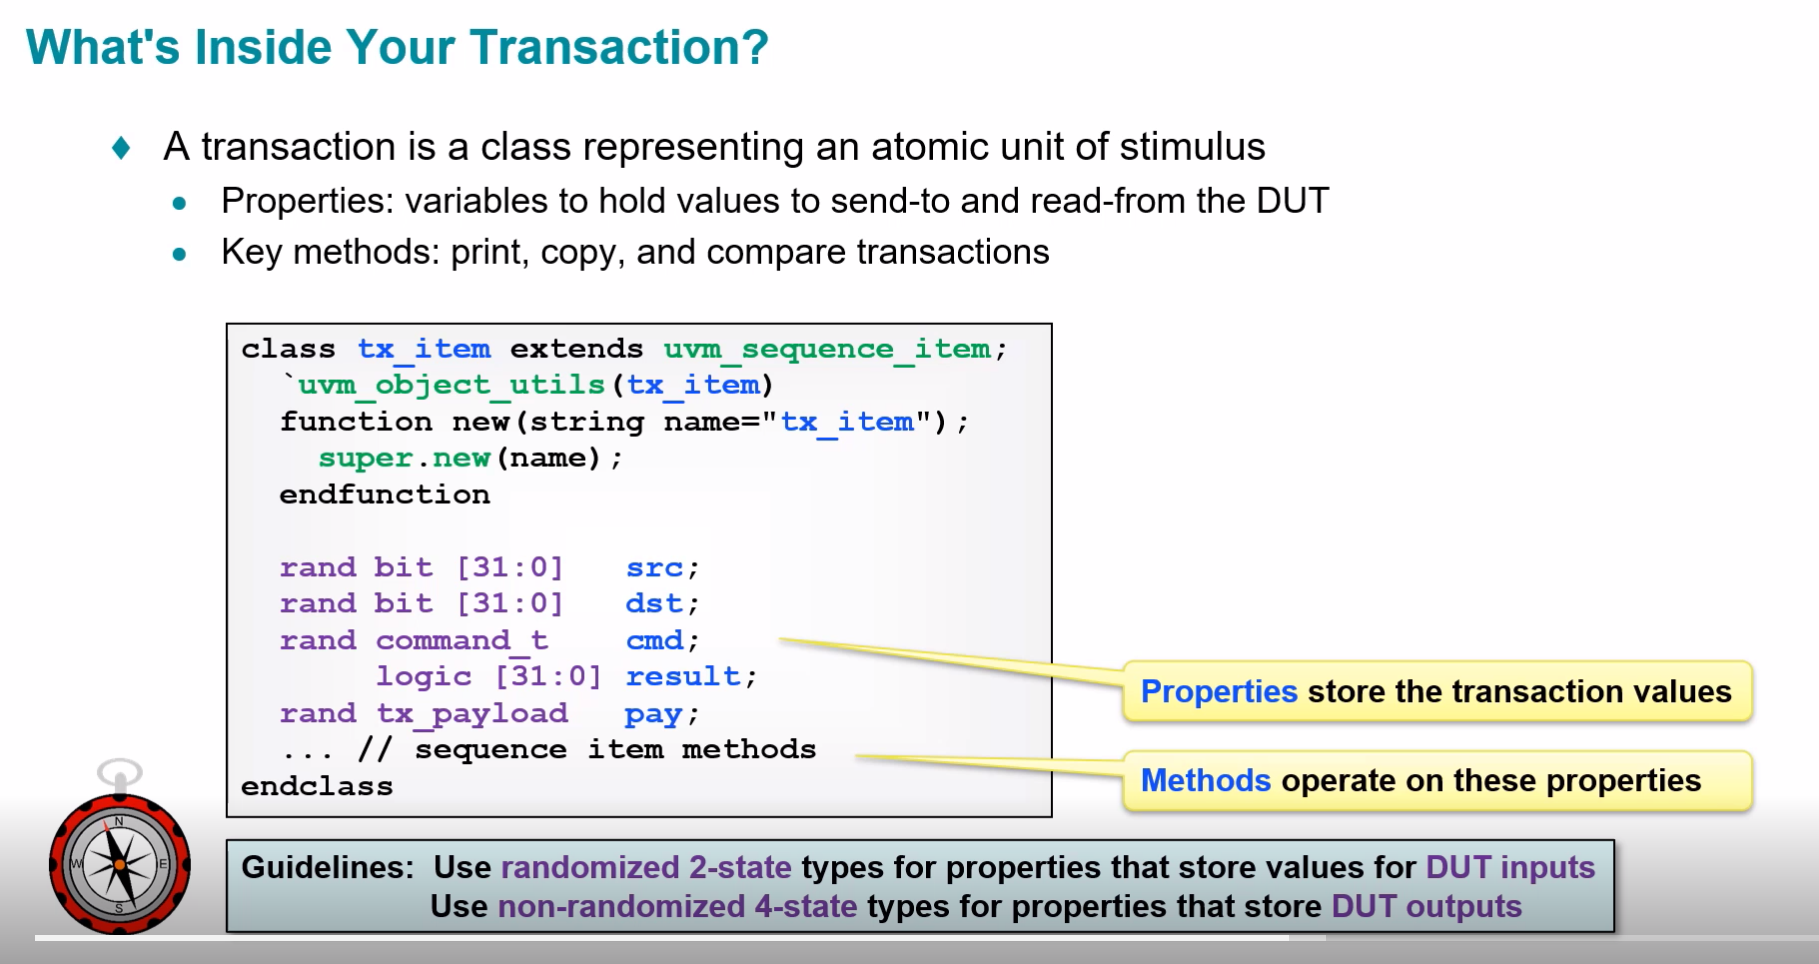 What's Inside Your Transaction?
♦ A transaction is a class representing an atomic unit of stimulus
• Properties: variables to hold values to send-to and read-from the DUT
• Key methods: print, copy, and compare transactions
class tx_item extends uvm_sequence_item;
`uvm_object_utils(tx_item)
function new(string name="tx_item");
super.new(name);
endfunction
rand bit [31:0] src;
rand bit [31:0] dst;
rand command_t cmd;
logic [31:0] result;
rand tx_payload pay;
... // sequence item methods
endclass
Properties store the transaction values
Methods operate on these properties
N
W E
S
Guidelines: Use randomized 2-state types for properties that store values for DUT inputs
Use non-randomized 4-state types for properties that store DUT outputs